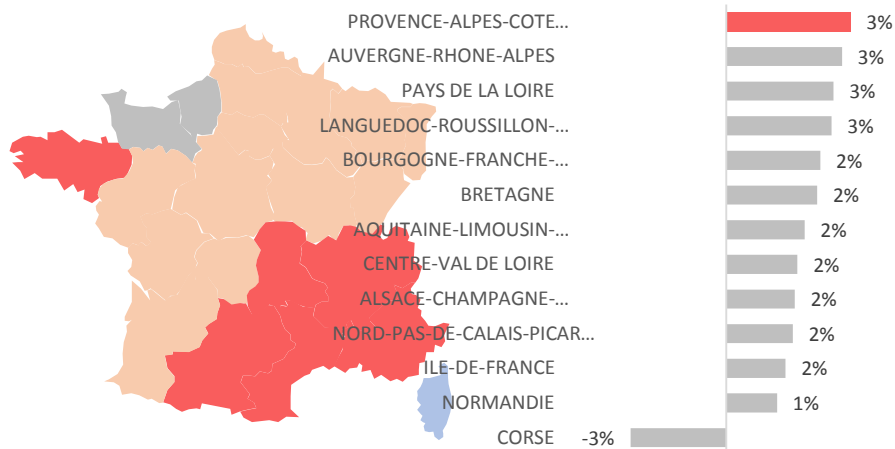 PROVENCE-ALPES-COTE... 3%
AUVERGNE-RHONE-ALPES 3%
PAYS DE LA LOIRE 3%
LANGUEDOC-ROUSSILLON-... 3%
BOURGOGNE-FRANCHE-... 2%
BRETAGNE 2%
AQUITAINE-LIMOUSIN-... 2%
CENTRE-VAL DE LOIRE 2%
ALSACE-CHAMPAGNE-... 2%
NORD-PAS-DE-CALAIS-PICAR... 2%
ILE-DE-FRANCE 2%
NORMANDIE 1%
CORSE -3%